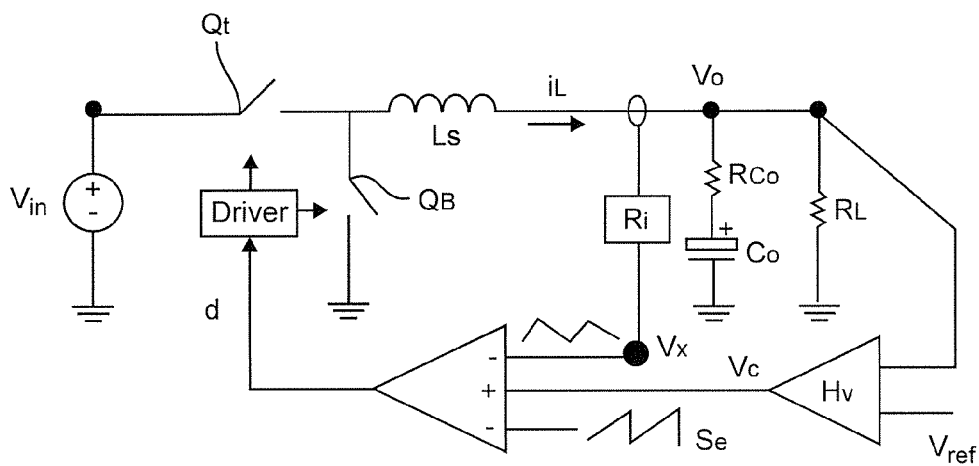 Qt
Vo
iL
Ls
RCo
Vin
+
-
QB
Driver
Ri
RL
+
Co
d
-
Vx
Vc
+
Hv
-
Se
Vref